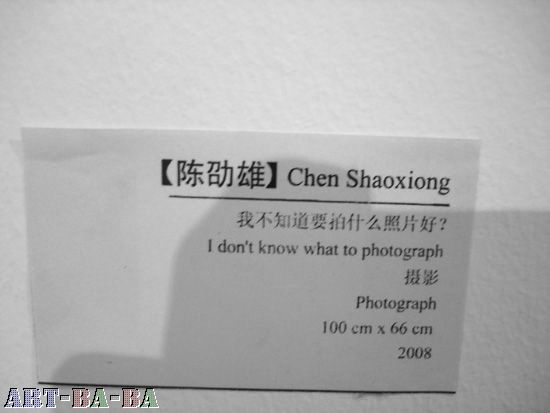 【陈劭雄】Chen Shaoxiong
我不知道要拍什么照片好?
I don't know what to photograph
摄影
Photograph
100 cm x 66 cm
2008
ART-BA-BA